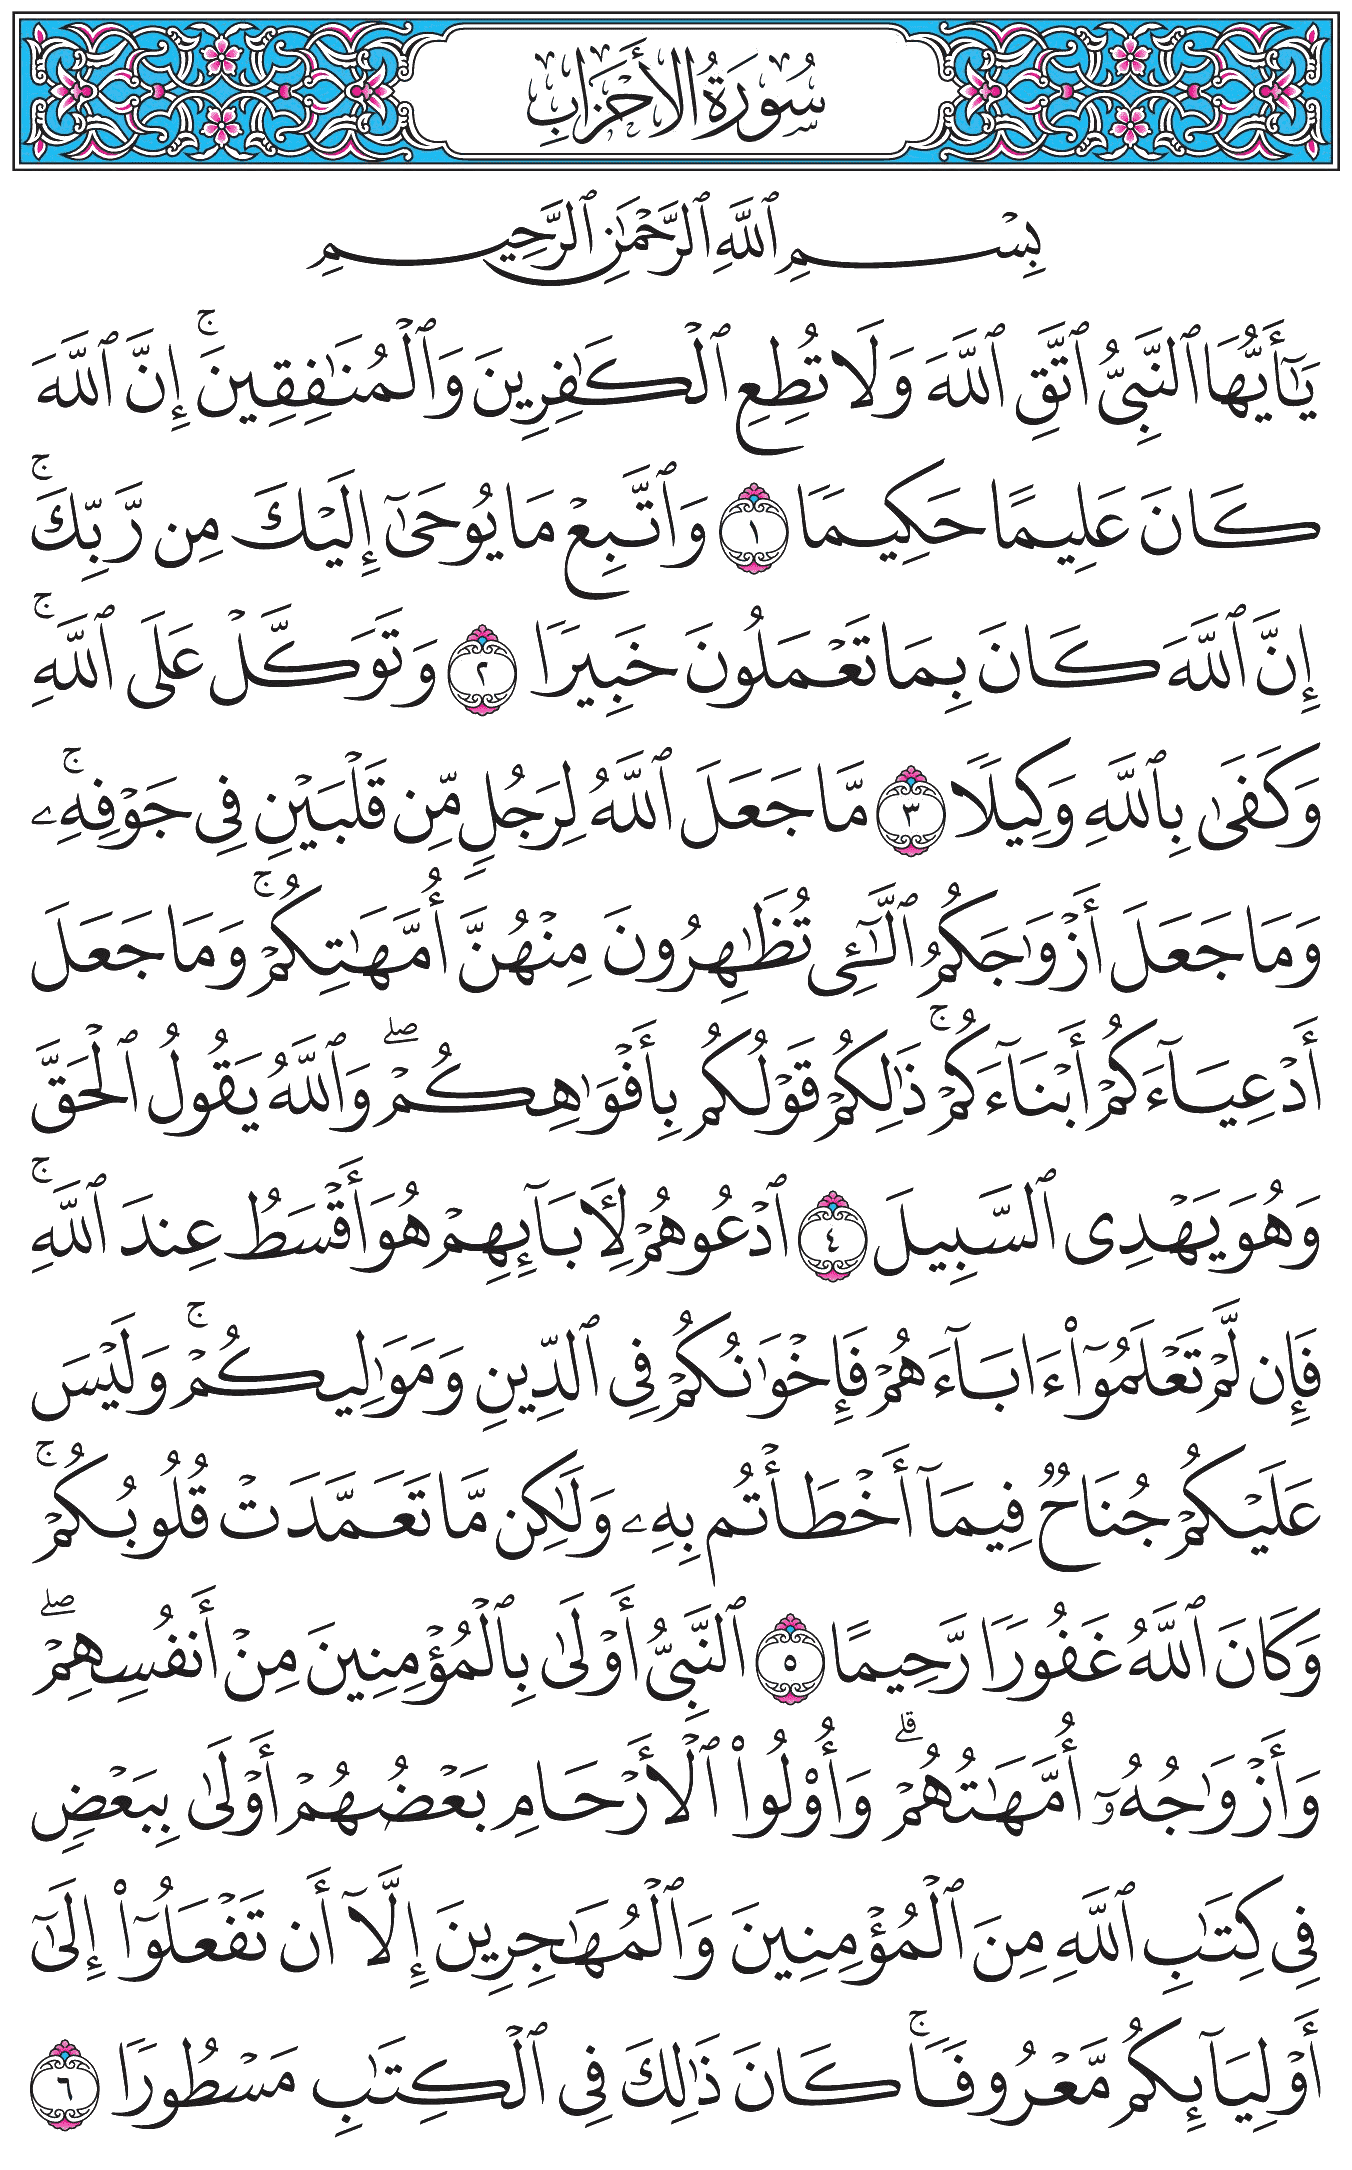 سُورَةُ الأَحْزَابِ
بِسْمِ ٱللَّهِ ٱلرَّحْمَٰنِ ٱلرَّحِيمِ
يَٰٓأَيُّهَا ٱلنَّبِيُّ ٱتَّقِ ٱللَّهَ وَلَا تُطِعِ ٱلْكَٰفِرِينَ وَٱلْمُنَٰفِقِينَۚ إِنَّ ٱللَّهَ
كَانَ عَلِيمًا حَكِيمًا ١ وَٱتَّبِعْ مَا يُوحَىٰٓ إِلَيْكَ مِن رَّبِّكَۚ
إِنَّ ٱللَّهَ كَانَ بِمَا تَعْمَلُونَ خَبِيرًا ٢ وَتَوَكَّلْ عَلَى ٱللَّهِۚ
وَكَفَىٰ بِٱللَّهِ وَكِيلًا ٣ مَّا جَعَلَ ٱللَّهُ لِرَجُلٍ مِّن قَلْبَيْنِ فِى جَوْفِهِۦۚ
وَمَا جَعَلَ أَزْوَٰجَكُمُ ٱلَّٰٓـِٔى تُظَٰهِرُونَ مِنْهُنَّ أُمَّهَٰتِكُمْۚ وَمَا جَعَلَ
أَدْعِيَآءَكُمْ أَبْنَآءَكُمْۚ ذَٰلِكُمْ قَوْلُكُم بِأَفْوَٰهِكُمْۖ وَٱللَّهُ يَقُولُ ٱلْحَقَّ
وَهُوَ يَهْدِى ٱلسَّبِيلَ ٤ ٱدْعُوهُمْ لِأَبَآئِهِمْ هُوَ أَقْسَطُ عِندَ ٱللَّهِۚ
فَإِن لَّمْ تَعْلَمُوٓا۟ ءَابَآءَهُمْ فَإِخْوَٰنُكُمْ فِى ٱلدِّينِ وَمَوَٰلِيكُمْۚ وَلَيْسَ
عَلَيْكُمْ جُنَاحٌ فِيمَآ أَخْطَأْتُم بِهِۦ وَلَٰكِن مَّا تَعَمَّدَتْ قُلُوبُكُمْۚ
وَكَانَ ٱللَّهُ غَفُورًا رَّحِيمًا ٥ ٱلنَّبِيُّ أَوْلَىٰ بِٱلْمُؤْمِنِينَ مِنْ أَنفُسِهِمْۖ
وَأَزْوَٰجُهُۥٓ أُمَّهَٰتُهُمْۗ وَأُو۟لُوا۟ ٱلْأَرْحَامِ بَعْضُهُمْ أَوْلَىٰ بِبَعْضٍ
فِى كِتَٰبِ ٱللَّهِ مِنَ ٱلْمُؤْمِنِينَ وَٱلْمُهَٰجِرِينَ إِلَّآ أَن تَفْعَلُوٓا۟ إِلَىٰٓ
أَوْلِيَآئِكُم مَّعْرُوفًاۚ كَانَ ذَٰلِكَ فِى ٱلْكِتَٰبِ مَسْطُورًا ٦